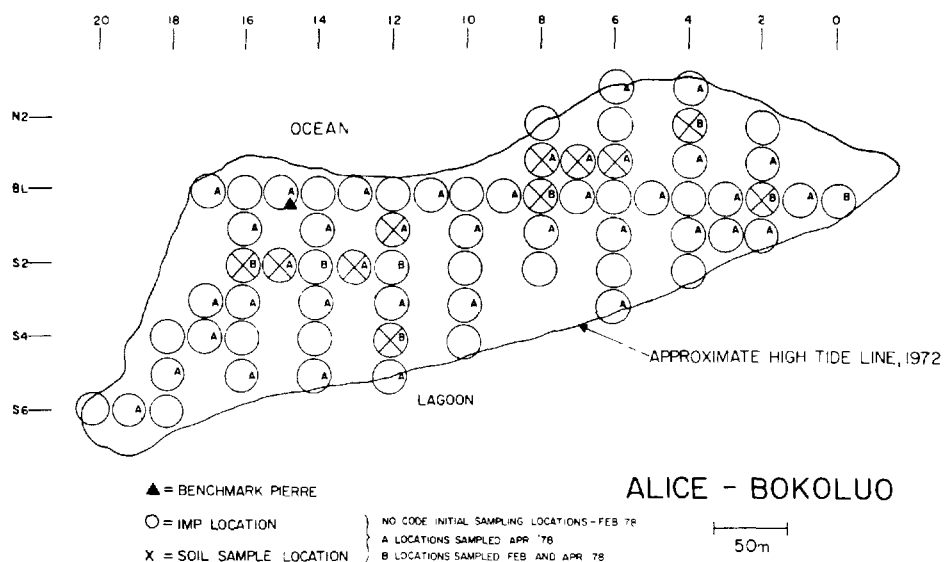 20 18 16 14 12 10 8 6 4 2 0
A A
N2 B
OCEAN
A A A A A
BL A A A A A B A A A B A B
A A A A A A A A A
S2 B A B A B
A A A A A A
S4 A B
APPROXIMATE HIGH TIDE LINE, 1972
A A A A
LAGOON
S6 A
ALICE - BOKOLUO
50m
= BENCHMARK PIERRE
= IMP LOCATION
X = SOIL SAMPLE LOCATION
NO CODE INITIAL SAMPLING LOCATIONS - FEB 78
A LOCATIONS SAMPLED APR '78
B LOCATIONS SAMPLED FEB AND APR 78